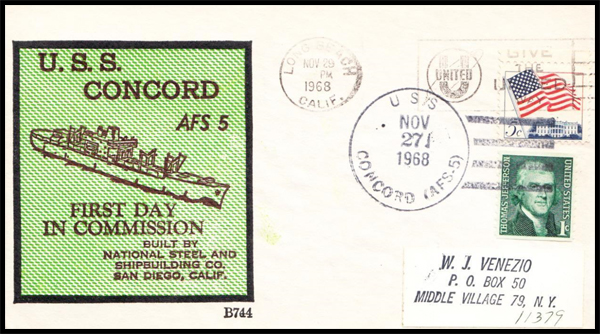 U.S.S.
CONCORD
AFS 5
FIRST DAY
IN COMMISSION
BUILT BY
NATIONAL STEEL AND
SHIPBUILDING CO.
SAN DIEGO, CALIF.
B744
LONG BEACH
NOV 29
PM
1968
CALIF.
GIVE
THE
UNITED
U S S
NOV
27
1968
CONCORD (AFS-5)
THOMAS JEFFERSON
UNITED STATES
1c
W. J. VENEZIO
P. O. BOX 50
MIDDLE VILLAGE 79, N.Y.
11379